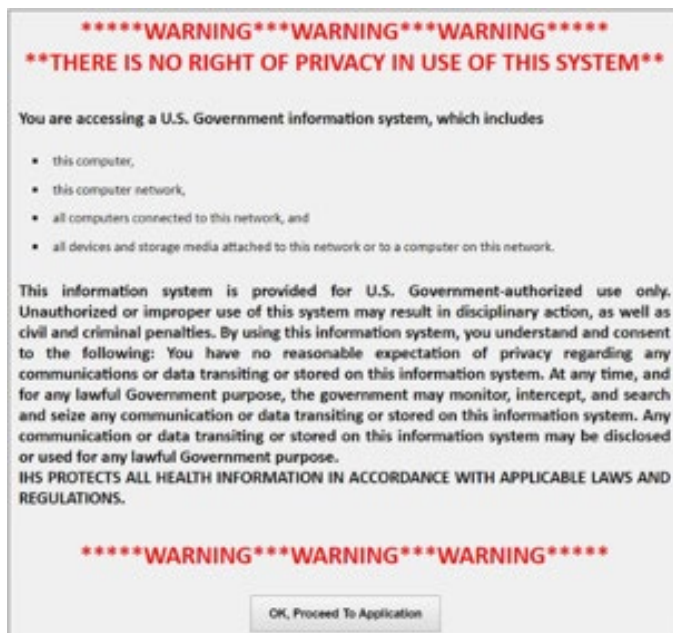 *****WARNING***WARNING***WARNING*****
**THERE IS NO RIGHT OF PRIVACY IN USE OF THIS SYSTEM**
You are accessing a U.S. Government information system, which includes
• this computer,
• this computer network,
• all computers connected to this network, and
• all devices and storage media attached to this network or to a computer on this network.
This information system is provided for U.S. Government-authorized use only.
Unauthorized or improper use of this system may result in disciplinary action, as well as
civil and criminal penalties. By using this information system, you understand and consent
to the following: You have no reasonable expectation of privacy regarding any
communications or data transiting or stored on this information system. At any time, and
for any lawful Government purpose, the government may monitor, intercept, and search
and seize any communication or data transiting or stored on this information system. Any
communication or data transiting or stored on this information system may be disclosed
or used for any lawful Government purpose.
IHS PROTECTS ALL HEALTH INFORMATION IN ACCORDANCE WITH APPLICABLE LAWS AND
REGULATIONS.
*****WARNING***WARNING***WARNING*****
OK, Proceed To Application